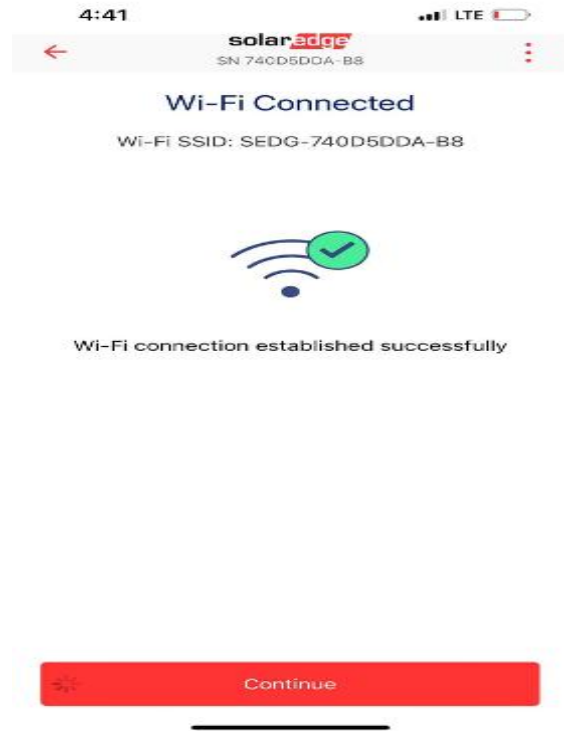 4:41 LTE
solaredge
SN 740D5DDA-B8
Wi-Fi Connected
Wi-Fi SSID: SEDG-740D5DDA-B8
Wi-Fi connection established successfully
Continue